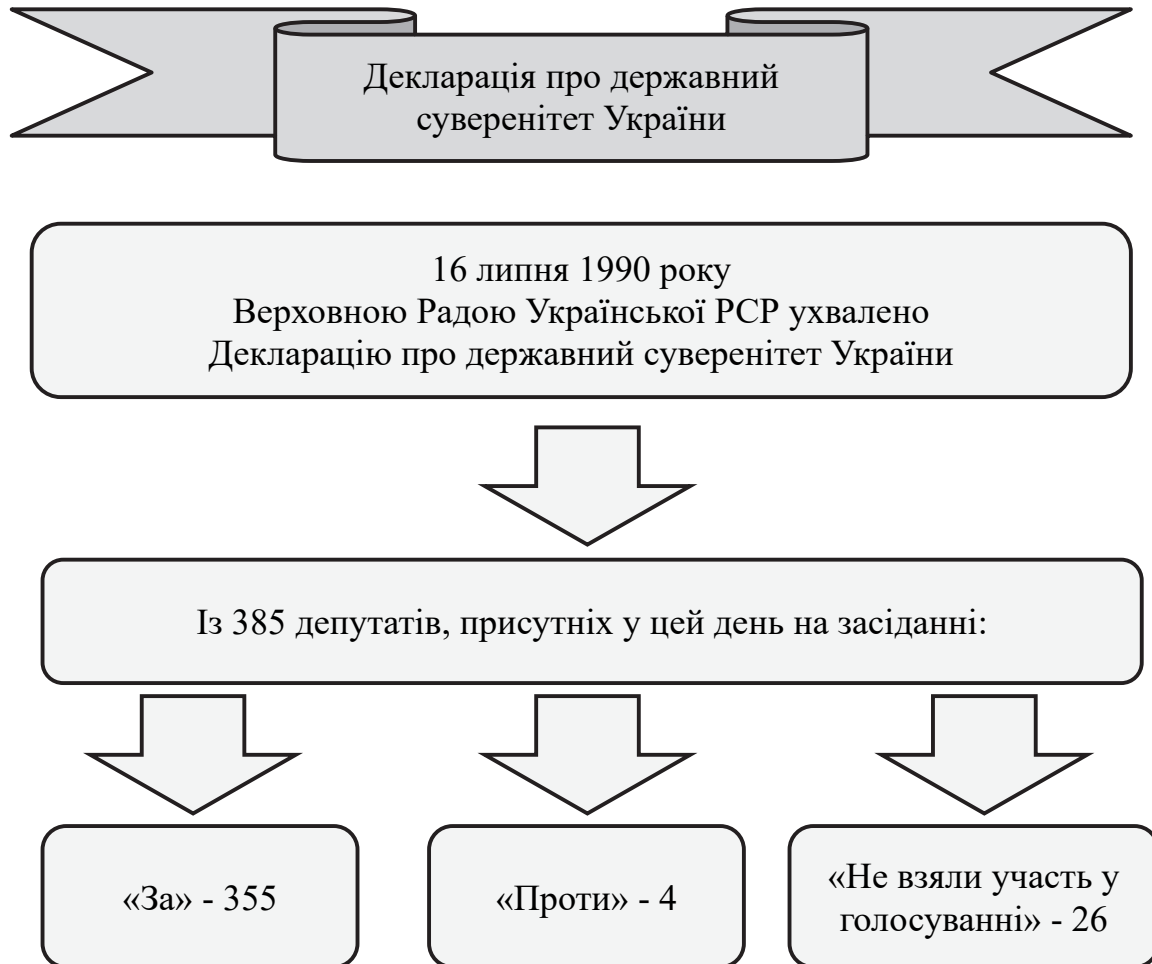 Декларація про державний
суверенітет України
16 липня 1990 року
Верховною Радою Української РСР ухвалено
Декларацію про державний суверенітет України
Із 385 депутатів, присутніх у цей день на засіданні:
«За» - 355
«Проти» - 4
«Не взяли участь у
голосуванні» - 26